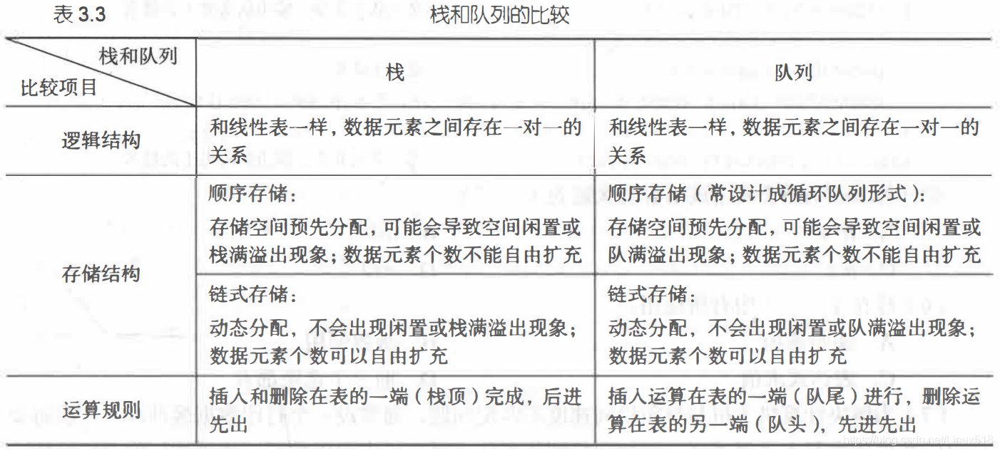 表 3.3 栈和队列的比较
栈和队列
比较项目
栈
队列
逻辑结构
和线性表一样，数据元素之间存在一对一的
关系
和线性表一样，数据元素之间存在一对一的
关系
存储结构
顺序存储：
存储空间预先分配，可能会导致空间闲置或
栈满溢出现象；数据元素个数不能自由扩充
顺序存储（常设计成循环队列形式）：
存储空间预先分配，可能会导致空间闲置或
队满溢出现象；数据元素个数不能自由扩充
链式存储：
动态分配，不会出现闲置或栈满溢出现象；
数据元素个数可以自由扩充
链式存储：
动态分配，不会出现闲置或队满溢出现象；
数据元素个数可以自由扩充
运算规则
插入和删除在表的一端（栈顶）完成，后进
先出
插入运算在表的一端（队尾）进行，删除运
算在表的另一端（队头），先进先出
https://blog.csdn.net/Linux518